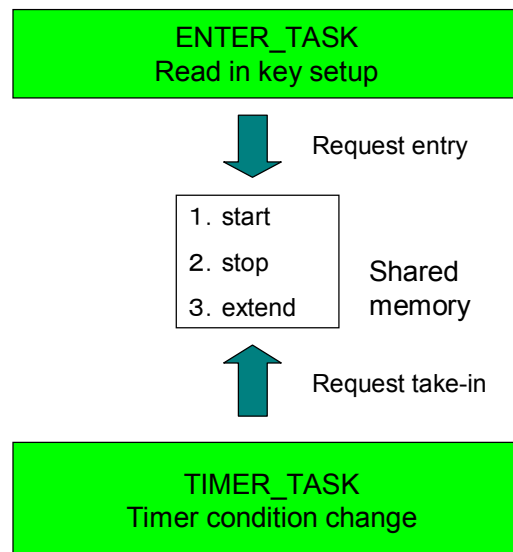 ENTER_TASK
Read in key setup
Request entry
1. start
2. stop
3. extend
Shared
memory
Request take-in
TIMER_TASK
Timer condition change